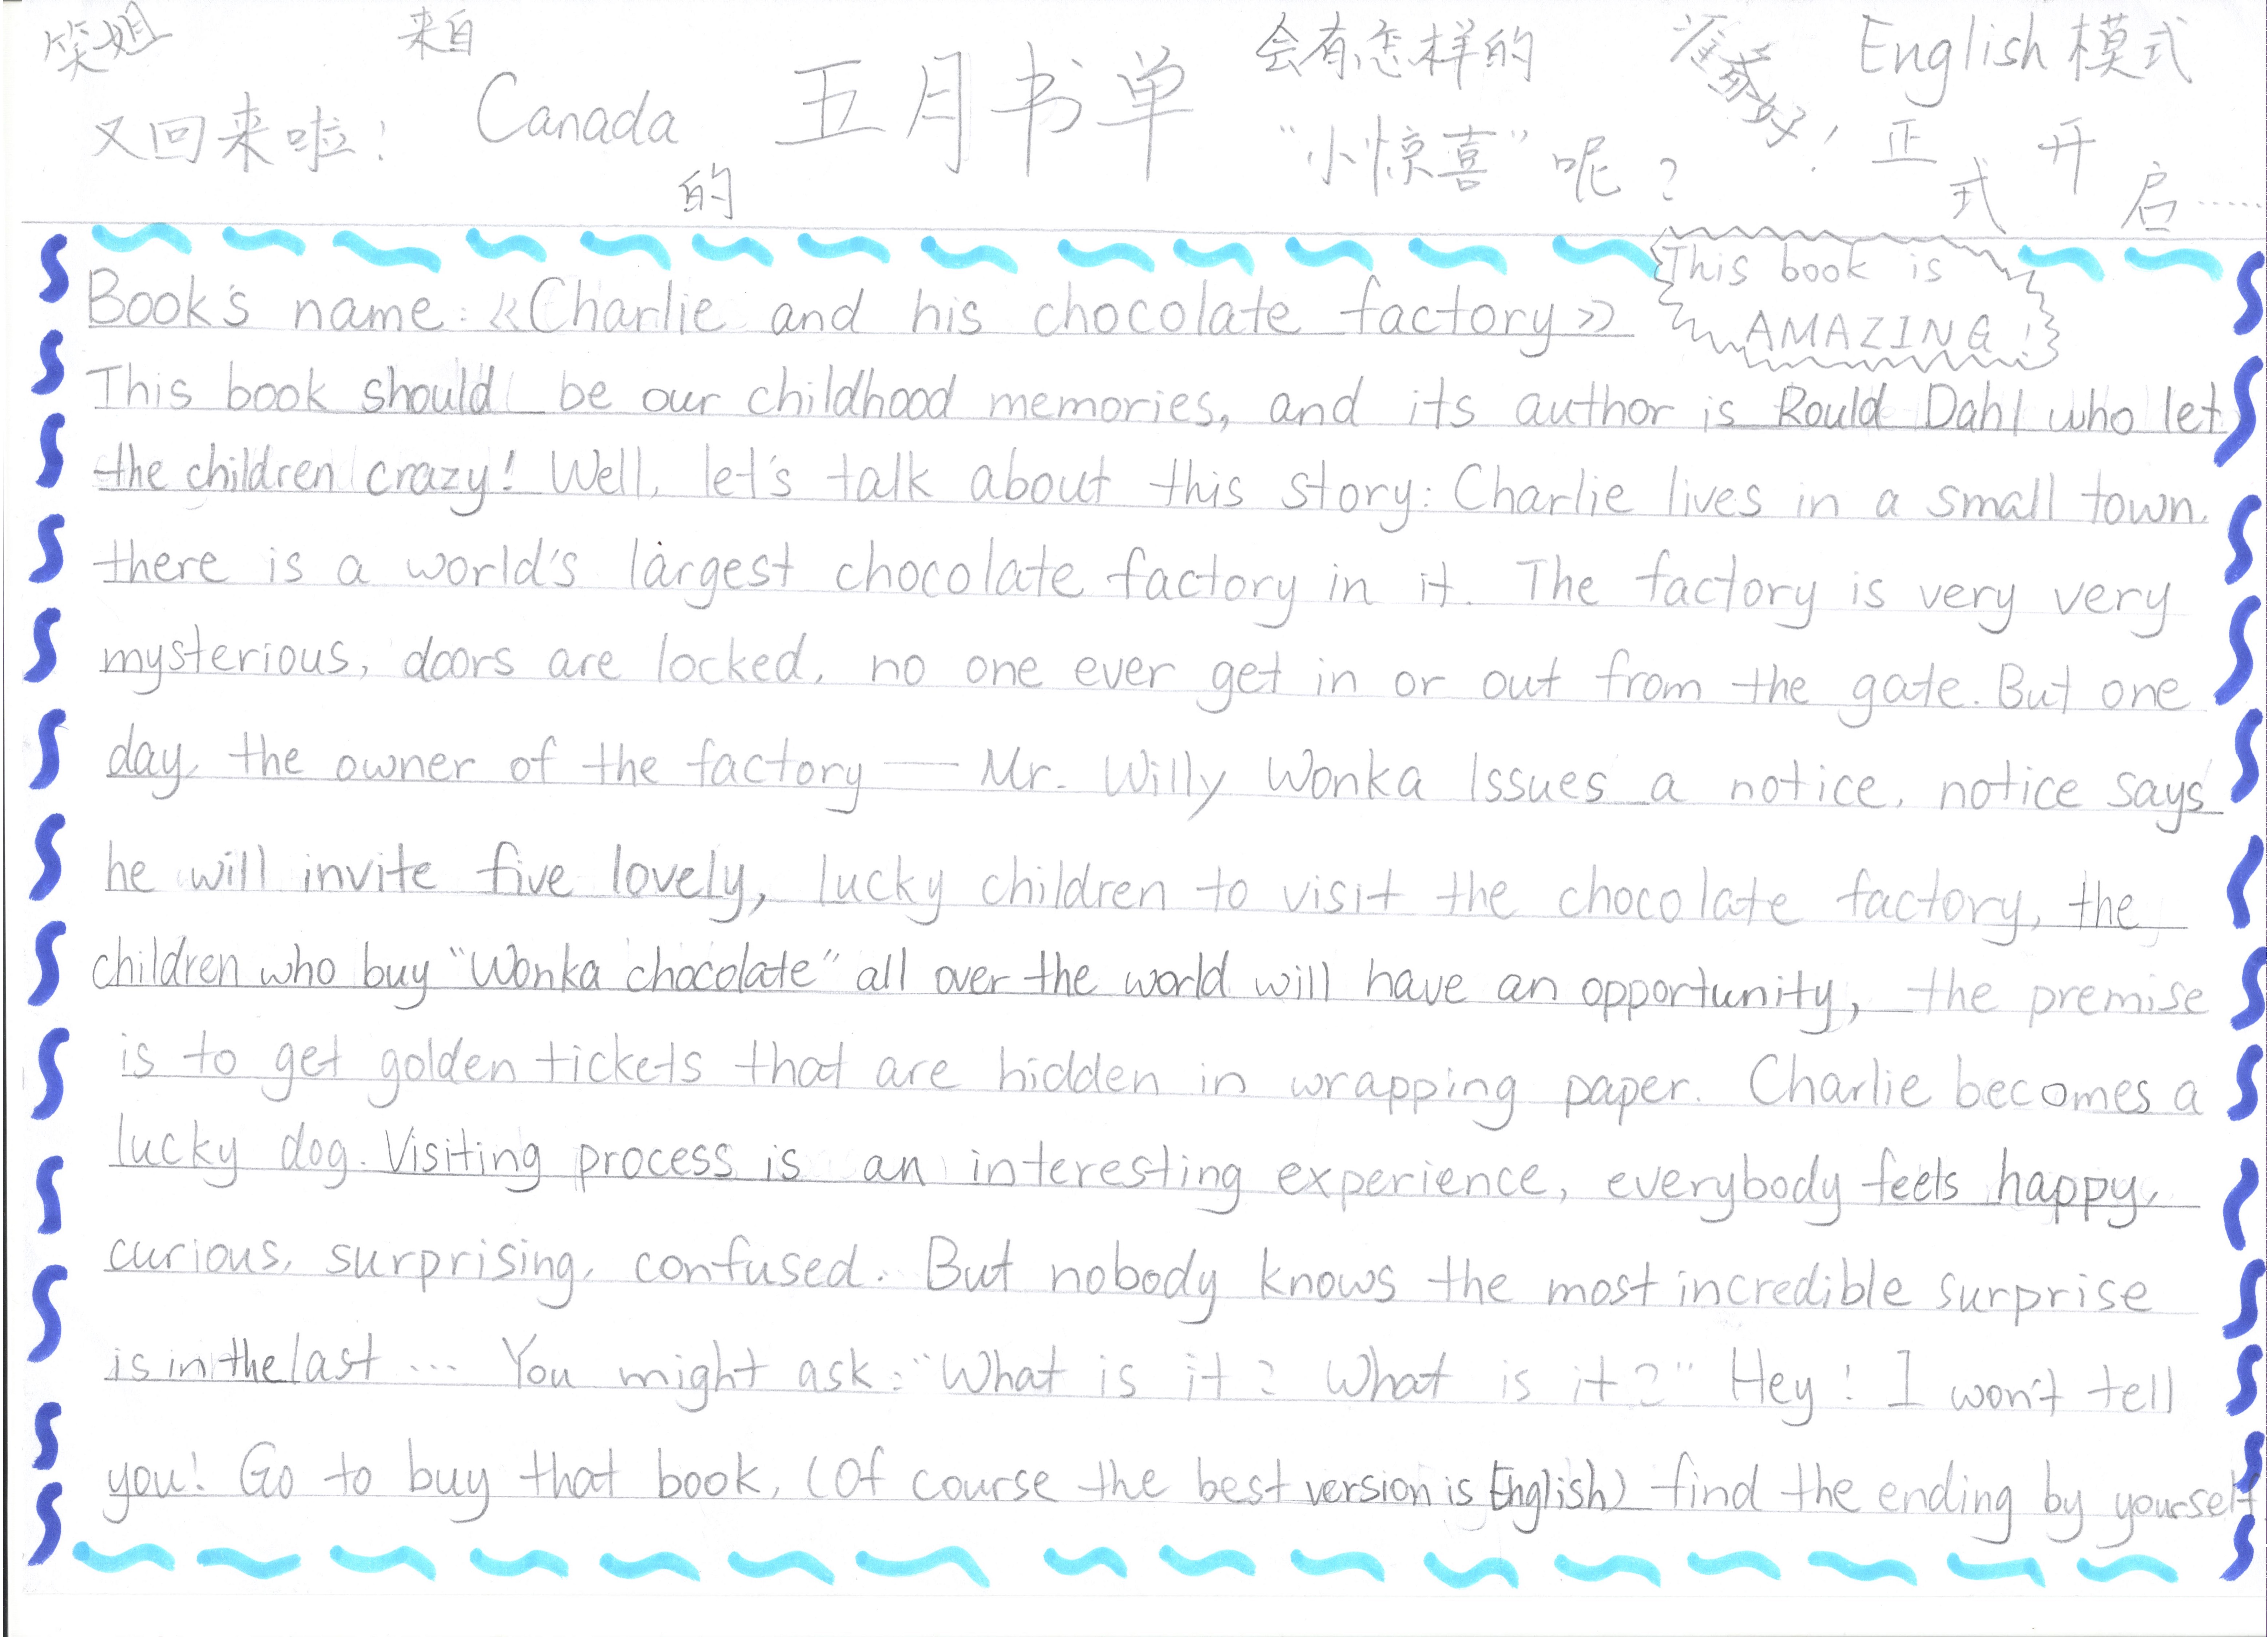 笑姐
又回来啦！
来自
Canada
的
五月书单
会有怎样的
"小惊喜"呢？
准备好！
English模式
正式开启……
Book's name：《Charlie and his chocolate factory》
This book is
AMAZING！
This book should be our childhood memories, and its author is Rould Dahl who let
the children crazy! Well, let's talk about this story: Charlie lives in a small town.
there is a world's largest chocolate factory in it. The factory is very very
mysterious, doors are locked, no one ever get in or out from the gate. But one
day, the owner of the factory — Mr. Willy Wonka Issues a notice, notice says
he will invite five lovely, lucky children to visit the chocolate factory, the
children who buy "Wonka chocolate" all over the world will have an opportunity, the premise
is to get golden tickets that are hidden in wrapping paper. Charlie becomes a
lucky dog. Visiting process is an interesting experience, everybody feels happy,
curious, surprising, confused. But nobody knows the most incredible surprise
is in the last ... You might ask: "What is it? What is it?" Hey! I won't tell
you! Go to buy that book, (Of course the best version is English) find the ending by yourself